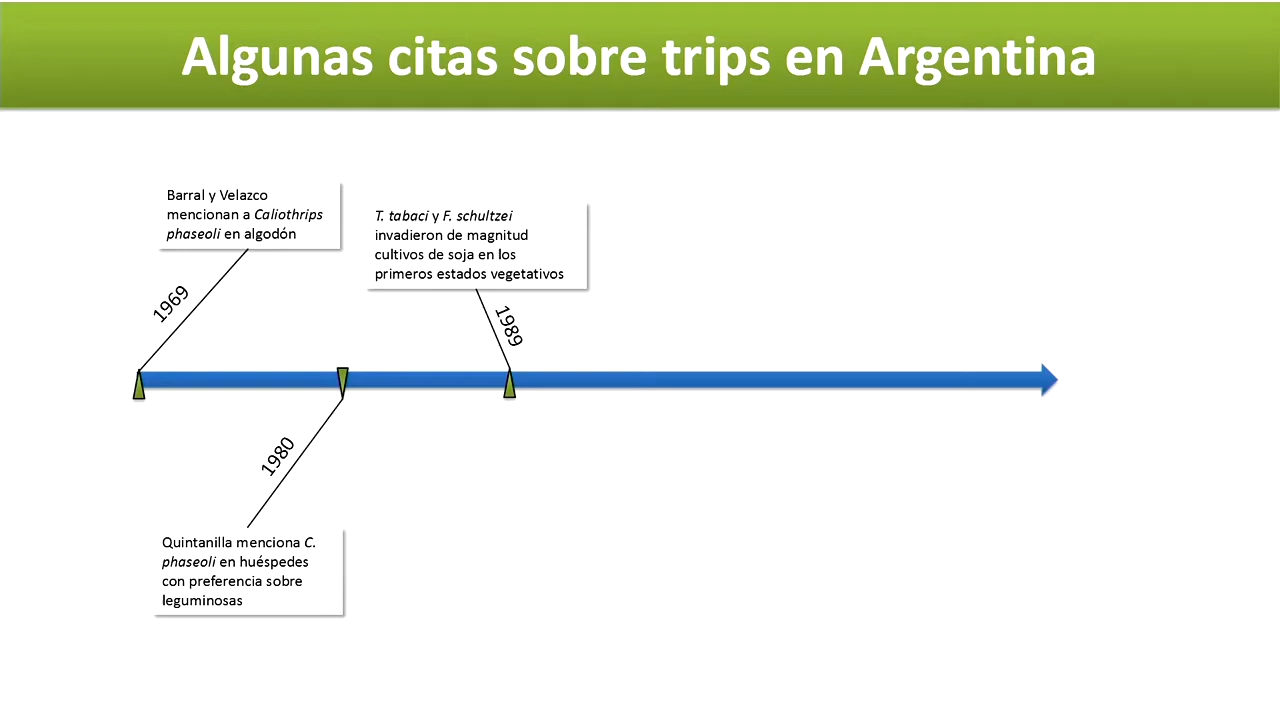 Algunas citas sobre trips en Argentina
Barral y Velazco
mencionan a Caliothrips
phaseoli en algodón
1969
T. tabaci y F. schultzei
invadieron de magnitud
cultivos de soja en los
primeros estados vegetativos
1989
1980
Quintanilla menciona C.
phaseoli en huéspedes
con preferencia sobre
leguminosas